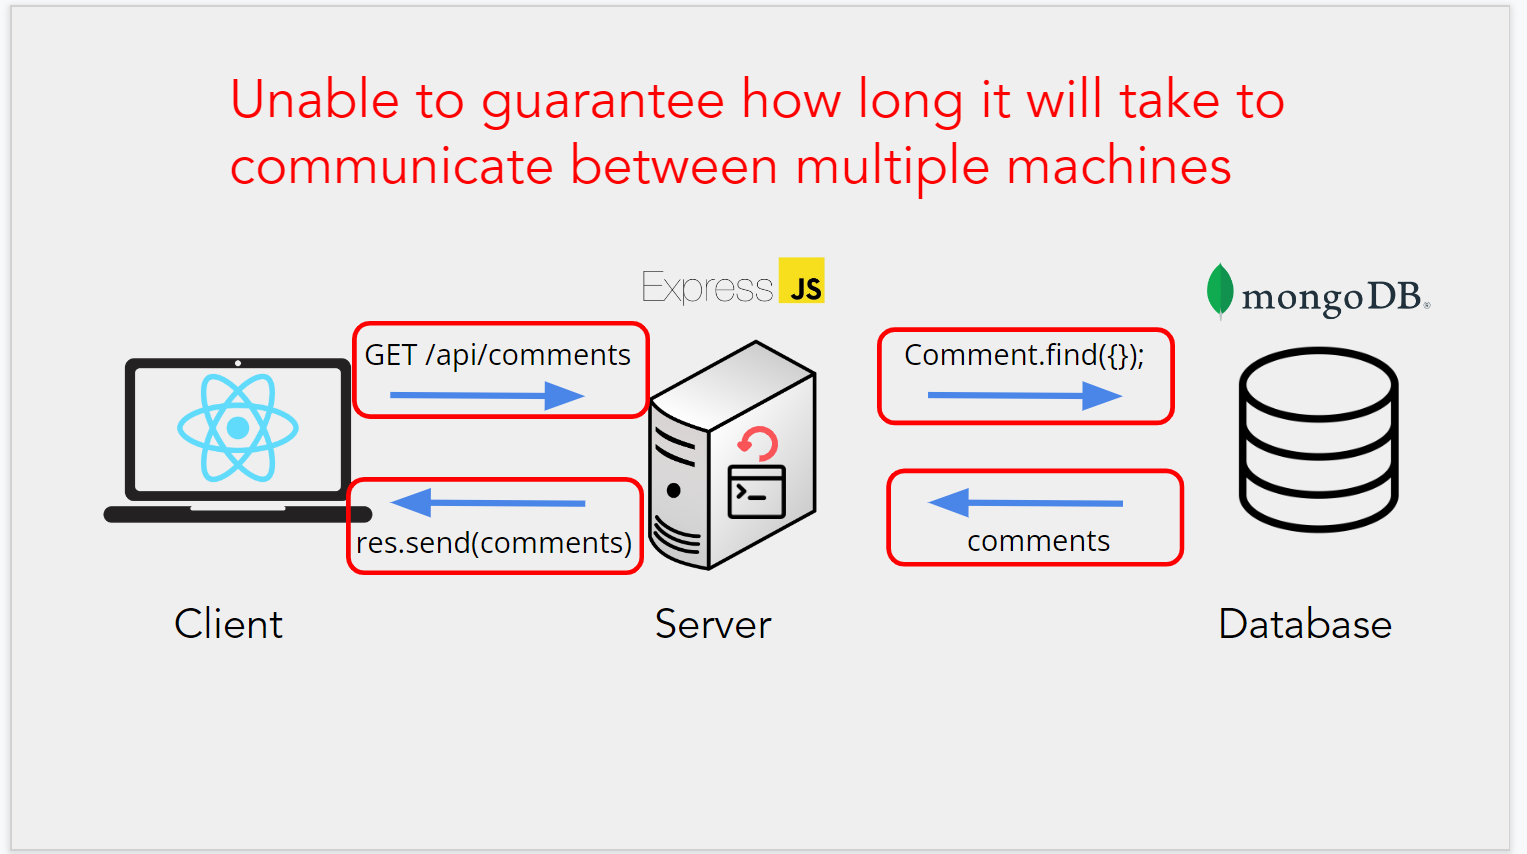 Unable to guarantee how long it will take to
communicate between multiple machines
Express JS
mongoDB®
GET /api/comments
Comment.find({});
res.send(comments)
comments
Client
Server
Database